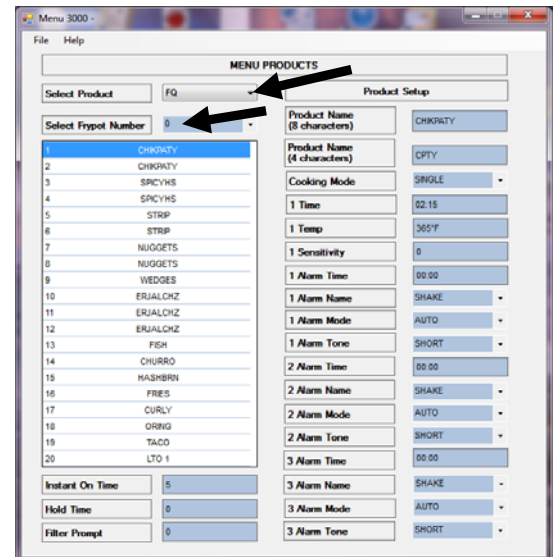 Menu 3000 -
File Help
MENU PRODUCTS
Select Product FQ
Select Frypot Number 0
1 CHIKPATY
2 CHIKPATY
3 SPICYHS
4 SPICYHS
5 STRIP
6 STRIP
7 NUGGETS
8 NUGGETS
9 WEDGES
10 ERJALCHZ
11 ERJALCHZ
12 ERJALCHZ
13 FISH
14 CHURRO
15 HASHBRN
16 FRIES
17 CURLY
18 ORING
19 TACO
20 LTO 1
Instant On Time 5
Hold Time 0
Filter Prompt 0
Product Setup
Product Name
(8 characters) CHIKPATY
Product Name
(4 characters) CPTY
Cooking Mode SINGLE
1 Time 02:15
1 Temp 365°F
1 Sensitivity 0
1 Alarm Time 00:00
1 Alarm Name SHAKE
1 Alarm Mode AUTO
1 Alarm Tone SHORT
2 Alarm Time 00:00
2 Alarm Name SHAKE
2 Alarm Mode AUTO
2 Alarm Tone SHORT
3 Alarm Time 00:00
3 Alarm Name SHAKE
3 Alarm Mode AUTO
3 Alarm Tone SHORT